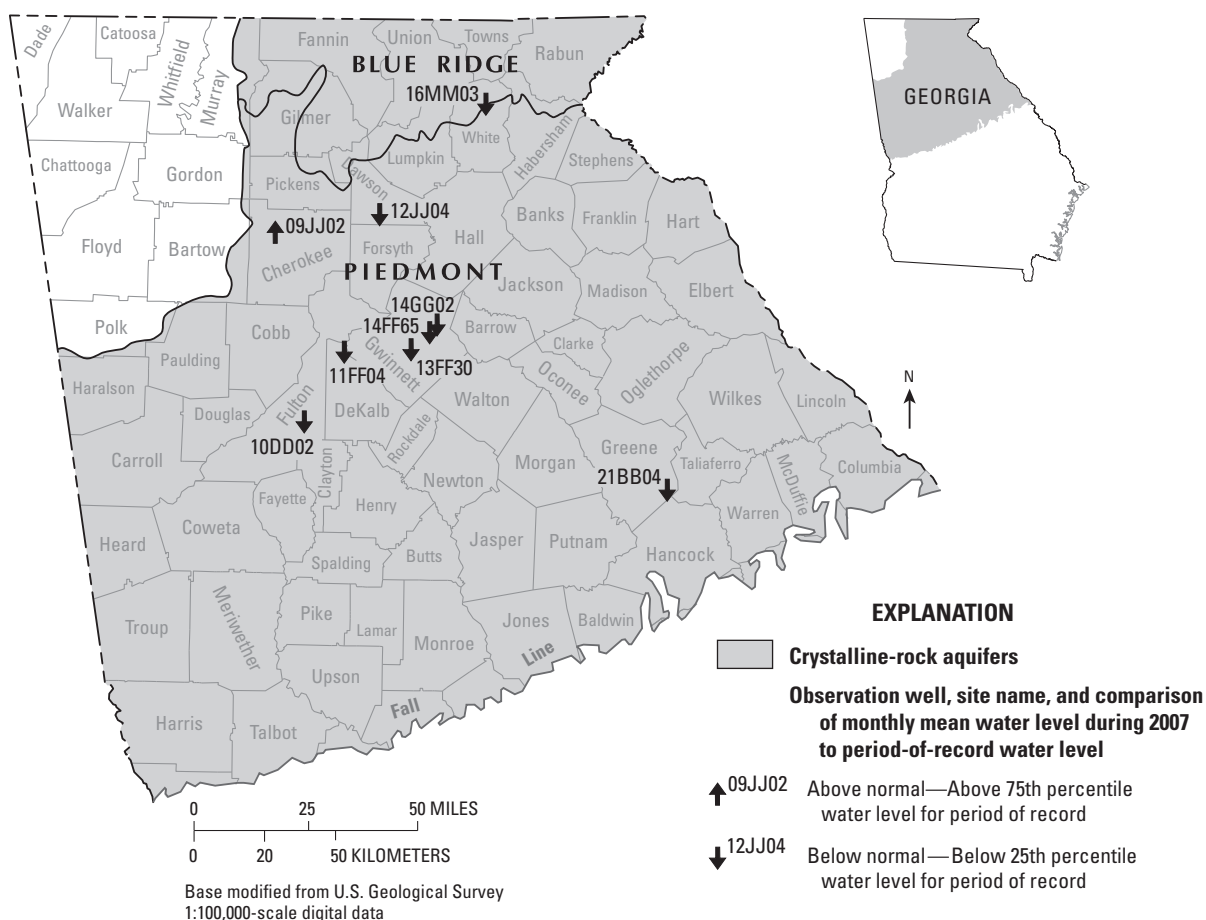 Dade
Catoosa
Whitfield
Murray
Fannin
Union
Towns
Rabun
BLUE RIDGE
16MM03
Walker
Gilmer
White
Habersham
Chattooga
Gordon
Pickens
Dawson
Lumpkin
Stephens
09JJ02
12JJ04
Banks
Franklin
Hart
Floyd
Bartow
Cherokee
Forsyth
Hall
PIEDMONT
Jackson
Madison
Elbert
Polk
Cobb
14GG02
14FF65
Barrow
Clarke
Paulding
Haralson
11FF04
Gwinnett
13FF30
Oconee
Oglethorpe
Wilkes
Lincoln
Douglas
Fulton
DeKalb
Walton
10DD02
Rockdale
Carroll
Clayton
Newton
Morgan
Greene
21BB04
Taliaferro
McDuffie
Columbia
Fayette
Henry
Warren
Coweta
Heard
Spalding
Butts
Jasper
Putnam
Hancock
Troup
Meriwether
Pike
Lamar
Monroe
Jones
Baldwin
Upson
Line
Fall
Harris
Talbot
GEORGIA
N
EXPLANATION
Crystalline-rock aquifers
Observation well, site name, and comparison
of monthly mean water level during 2007
to period-of-record water level
09JJ02 Above normal—Above 75th percentile
water level for period of record
12JJ04 Below normal—Below 25th percentile
water level for period of record
0 25 50 MILES
0 20 50 KILOMETERS
Base modified from U.S. Geological Survey
1:100,000-scale digital data